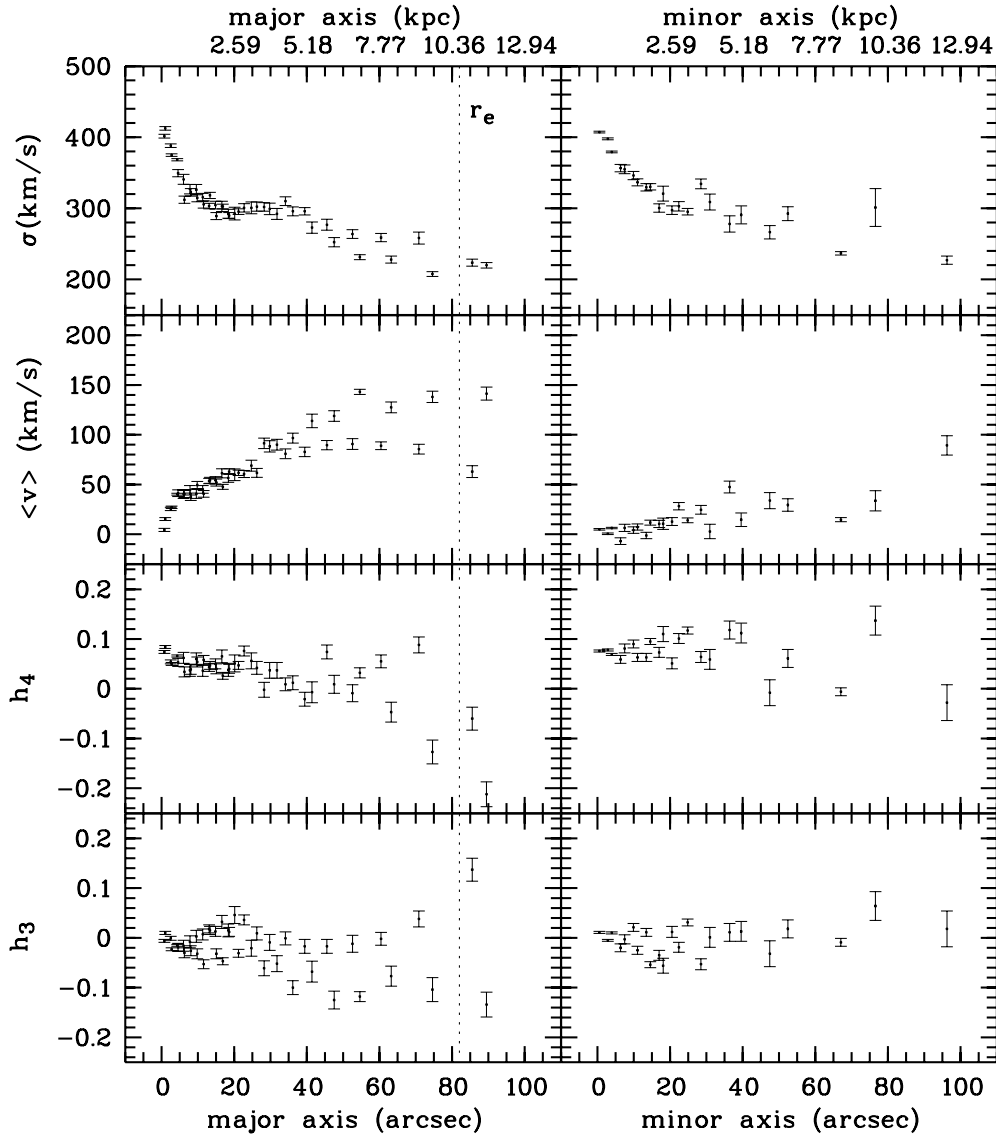 major axis (kpc) minor axis (kpc)
2.59 5.18 7.77 10.36 12.94 2.59 5.18 7.77 10.36 12.94
500
400
300
200
σ(km/s)
r_e
200
150
100
50
0
<v> (km/s)
0.2
0.1
0
−0.1
−0.2
h_4
0.2
0.1
0
−0.1
−0.2
h_3
0 20 40 60 80 100 0 20 40 60 80 100
major axis (arcsec) minor axis (arcsec)